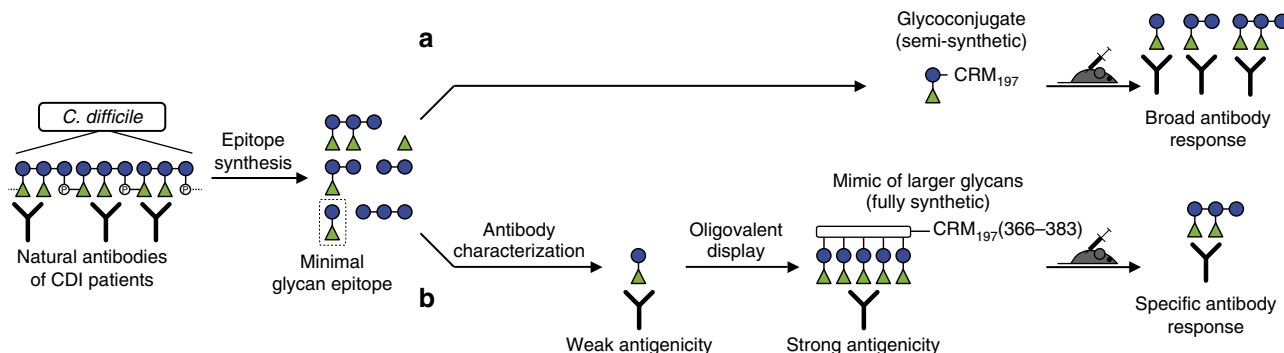 a
Glycoconjugate
(semi-synthetic)
CRM197
Broad antibody
response
C. difficile
Epitope
synthesis
P P P
Natural antibodies
of CDI patients
Minimal
glycan epitope
b
Antibody
characterization
Weak antigenicity
Oligovalent
display
Mimic of larger glycans
(fully synthetic)
CRM197(366–383)
Strong antigenicity
Specific antibody
response